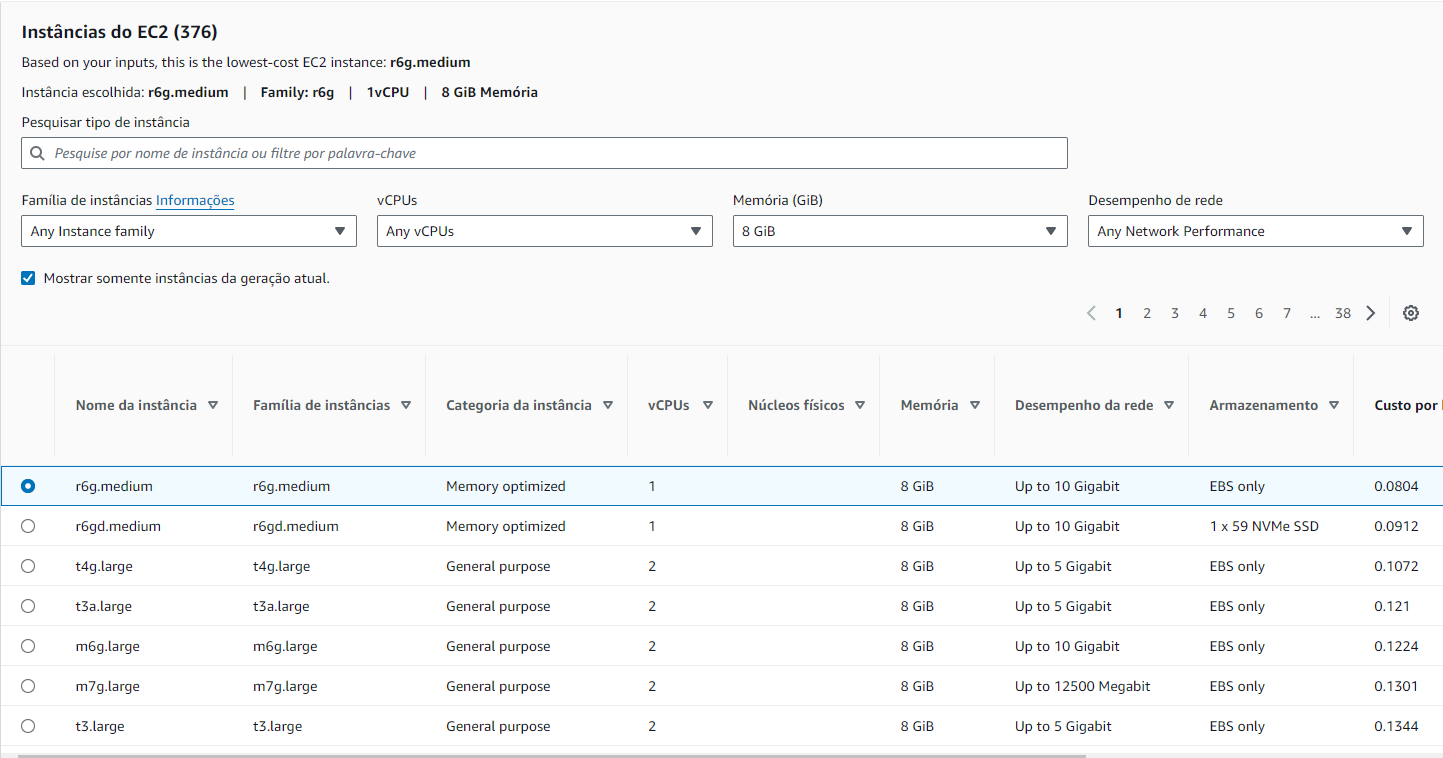 Instâncias do EC2 (376)
Based on your inputs, this is the lowest-cost EC2 instance: r6g.medium
Instância escolhida: r6g.medium | Family: r6g | 1vCPU | 8 GiB Memória
Pesquisar tipo de instância
Pesquise por nome de instância ou filtre por palavra-chave
Família de instâncias Informações vCPUs Memória (GiB) Desempenho de rede
Any Instance family Any vCPUs 8 GiB Any Network Performance
Mostrar somente instâncias da geração atual.
1 2 3 4 5 6 7 ... 38
Nome da instância Família de instâncias Categoria da instância vCPUs Núcleos físicos Memória Desempenho da rede Armazenamento Custo por
r6g.medium r6g.medium Memory optimized 1 8 GiB Up to 10 Gigabit EBS only 0.0804
r6gd.medium r6gd.medium Memory optimized 1 8 GiB Up to 10 Gigabit 1 x 59 NVMe SSD 0.0912
t4g.large t4g.large General purpose 2 8 GiB Up to 5 Gigabit EBS only 0.1072
t3a.large t3a.large General purpose 2 8 GiB Up to 5 Gigabit EBS only 0.121
m6g.large m6g.large General purpose 2 8 GiB Up to 10 Gigabit EBS only 0.1224
m7g.large m7g.large General purpose 2 8 GiB Up to 12500 Megabit EBS only 0.1301
t3.large t3.large General purpose 2 8 GiB Up to 5 Gigabit EBS only 0.1344